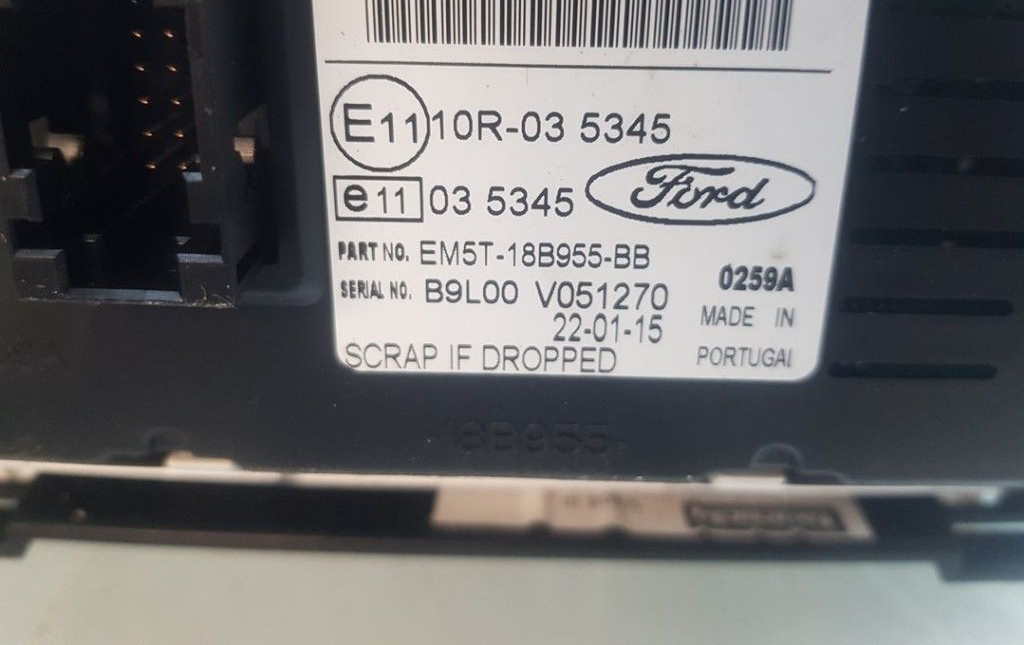 E11 10R-03 5345
e11 03 5345
Ford
PART NO. EM5T-18B955-BB
0259A
SERIAL NO. B9L00 V051270
22-01-15
MADE IN
PORTUGAL
SCRAP IF DROPPED
18B955